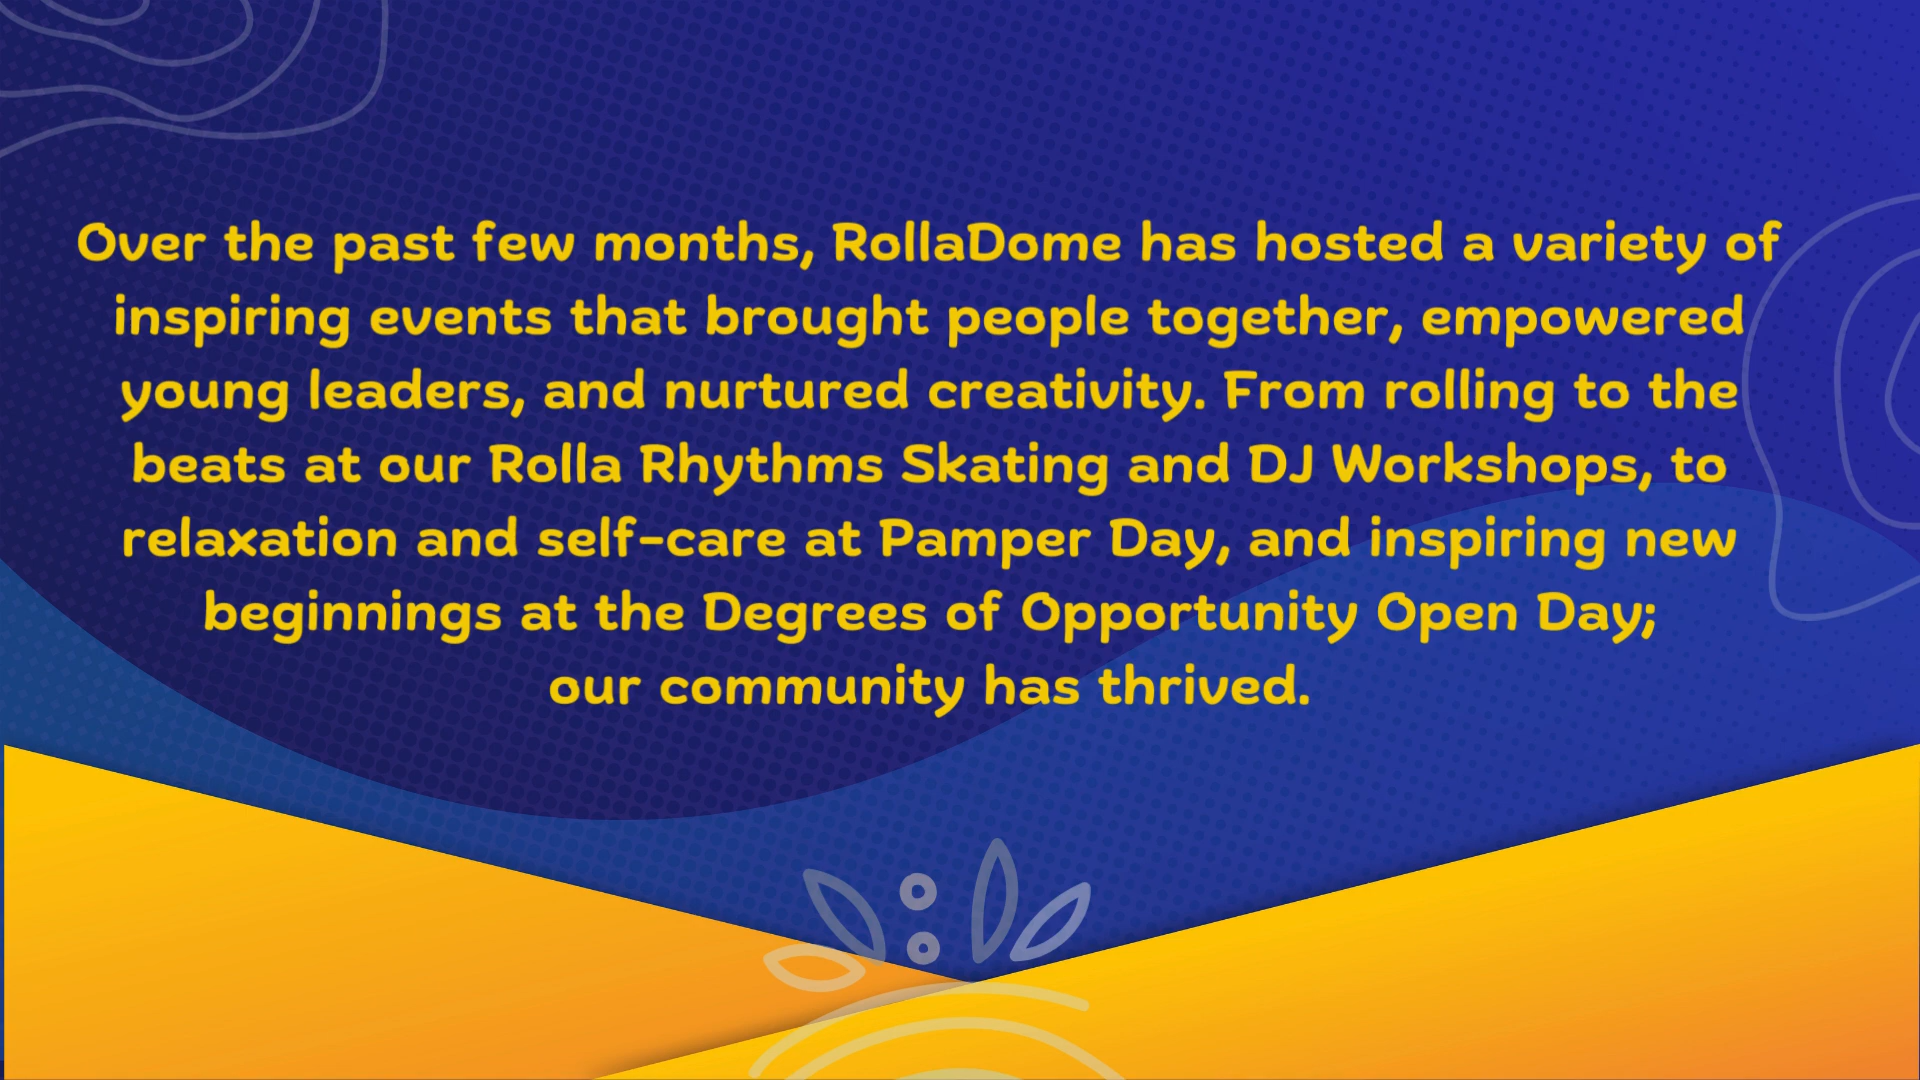 Over the past few months, RollaDome has hosted a variety of
inspiring events that brought people together, empowered
young leaders, and nurtured creativity. From rolling to the
beats at our Rolla Rhythms Skating and DJ Workshops, to
relaxation and self-care at Pamper Day, and inspiring new
beginnings at the Degrees of Opportunity Open Day;
our community has thrived.